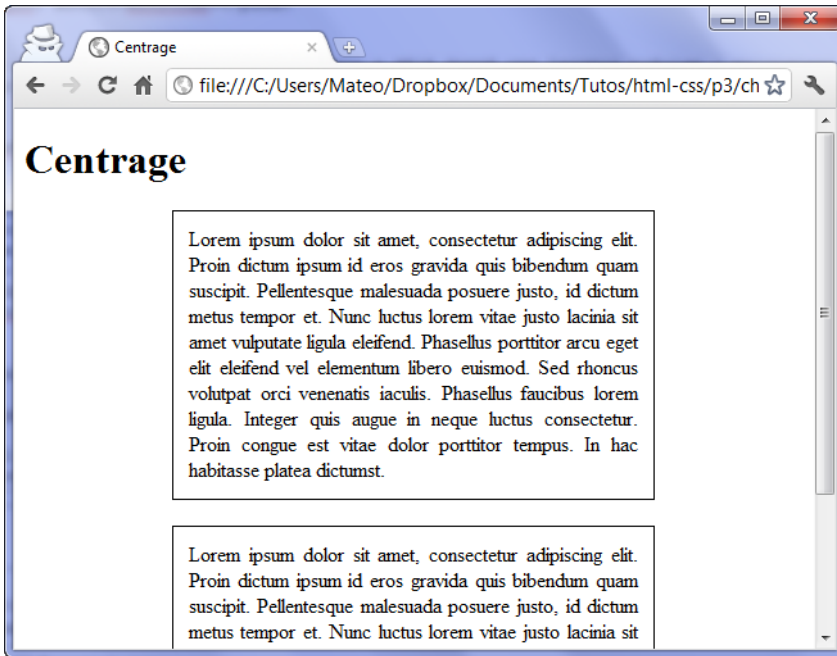 Centrage
file:///C:/Users/Mateo/Dropbox/Documents/Tutos/html-css/p3/ch
Centrage
Lorem ipsum dolor sit amet, consectetur adipiscing elit.
Proin dictum ipsum id eros gravida quis bibendum quam
suscipit. Pellentesque malesuada posuere justo, id dictum
metus tempor et. Nunc luctus lorem vitae justo lacinia sit
amet vulputate ligula eleifend. Phasellus porttitor arcu eget
elit eleifend vel elementum libero euismod. Sed rhoncus
volutpat orci venenatis iaculis. Phasellus faucibus lorem
ligula. Integer quis augue in neque luctus consectetur.
Proin congue est vitae dolor porttitor tempus. In hac
habitasse platea dictumst.
Lorem ipsum dolor sit amet, consectetur adipiscing elit.
Proin dictum ipsum id eros gravida quis bibendum quam
suscipit. Pellentesque malesuada posuere justo, id dictum
metus tempor et. Nunc luctus lorem vitae justo lacinia sit